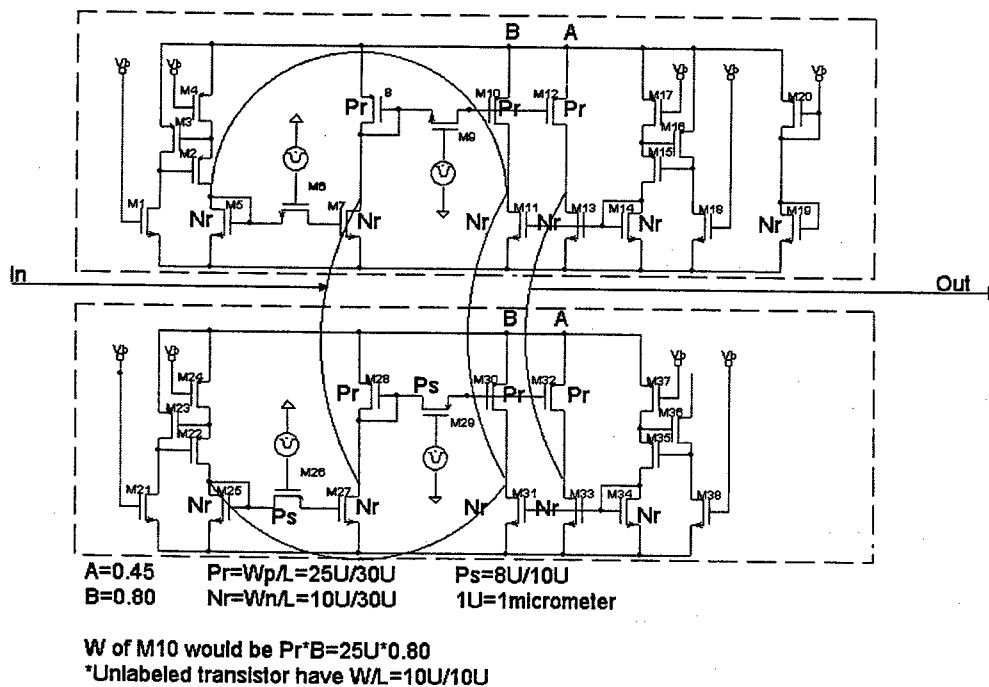 B A
Vb Vb Vb Vb
M4 M17 M20
M10 M12
8
Pr Pr Pr
M3 M16
M9
M2 M15
M6
M1 Nr M5 M7 Nr Nr M11 Nr M13 M14 Nr M18 M19 Nr
In
Out
B A
Vb Vb Vb Vb
M24 M28 Ps M30 M32 M37
Pr Pr Pr
M23 M36
M29
M22 M35
M26
M21 M25 M27 M31 M33 M34 M38
Nr Ps Nr Nr Nr Nr
A=0.45 Pr=Wp/L=25U/30U Ps=8U/10U
B=0.80 Nr=Wn/L=10U/30U 1U=1micrometer
W of M10 would be Pr*B=25U*0.80
*Unlabeled transistor have W/L=10U/10U